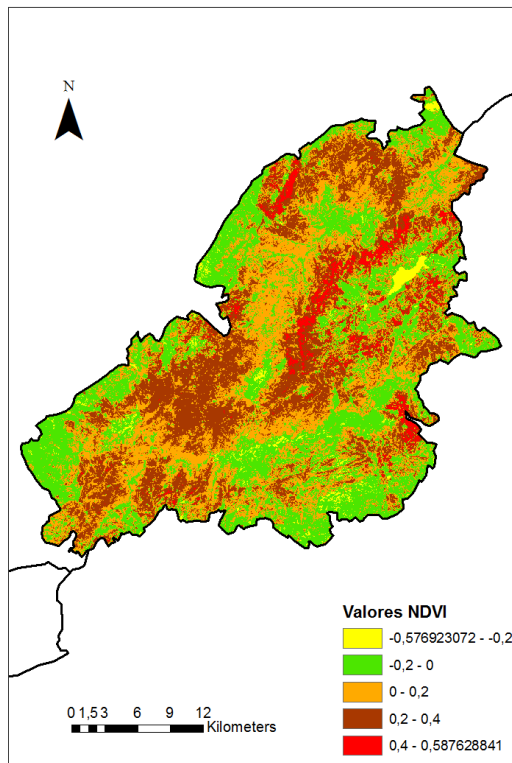 N
Valores NDVI
-0,576923072 - -0,2
-0,2 - 0
0 - 0,2
0,2 - 0,4
0,4 - 0,587628841
0 1,5 3 6 9 12
Kilometers